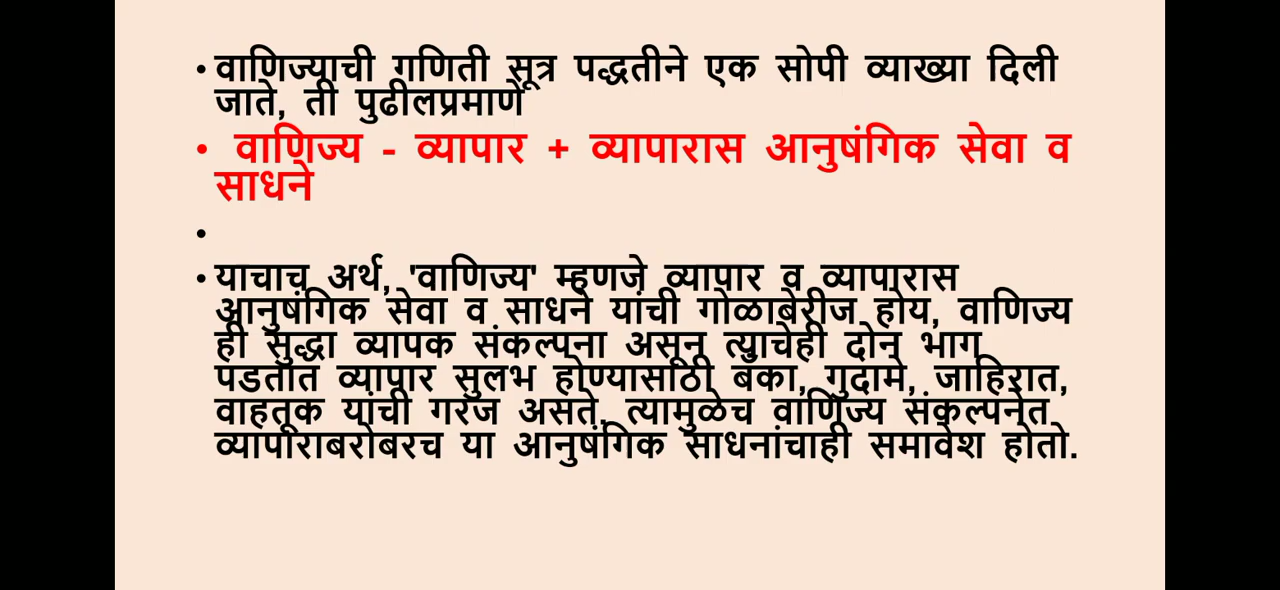 • वाणिज्याची गणिती सूत्र पद्धतीने एक सोपी व्याख्या दिली
जाते, ती पुढीलप्रमाणे
• वाणिज्य - व्यापार + व्यापारास आनुषंगिक सेवा व
साधने
•
• याचाच अर्थ, 'वाणिज्य' म्हणजे व्यापार व व्यापारास
आनुषंगिक सेवा व साधने यांची गोळाबेरीज होय, वाणिज्य
ही सुद्धा व्यापक संकल्पना असून त्याचेही दोन भाग
पडतात व्यापार सुलभ होण्यासाठी बँका, गुदामे, जाहिरात,
वाहतूक यांची गरज असते. त्यामुळेच वाणिज्य संकल्पनेत
व्यापाराबरोबरच या आनुषंगिक साधनांचाही समावेश होतो.